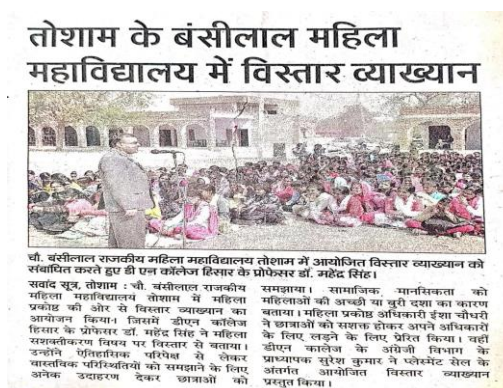 तोशाम के बंसीलाल महिला
महाविद्यालय में विस्तार व्याख्यान
चौ. बंसीलाल राजकीय महिला महाविद्यालय तोशाम में आयोजित विस्तार व्याख्यान को
संबोधित करते हुए डी एन कॉलेज हिसार के प्रोफेसर डॉ. महेंद्र सिंह।
सवांद सूत्र, तोशाम : चौ. बंसीलाल राजकीय
महिला महाविद्यालयं तोशाम में महिला
प्रकोष्ठ की ओर से विस्तार व्याख्यान का
आयोजन किया। जिसमें डीएन कॉलेज
हिसार के प्रोफेसर डॉ. महेंद्र सिंह ने महिला
सशक्तीकरण विषय पर विस्तार से बताया।
उन्होंने ऐतिहासिक परिपेक्ष से लेकर
वास्तविक परिस्थितियों को समझाने के लिए
अनेक उदाहरण देकर छात्राओं को
समझाया। सामाजिक मानसिकता को
महिलाओं की अच्छी या बुरी दशा का कारण
बताया। महिला प्रकोष्ठ अधिकारी ईशा चौधरी
ने छात्राओं को सशक्त होकर अपने अधिकारों
के लिए लड़ने के लिए प्रेरित किया। वहीं
डीएन कालेज के अंग्रेजी विभाग के
प्राध्यापक सुरेश कुमार ने प्लेस्मेंट सेल के
अंतर्गत आयोजित विस्तार व्याख्यान
प्रस्तुत किया।